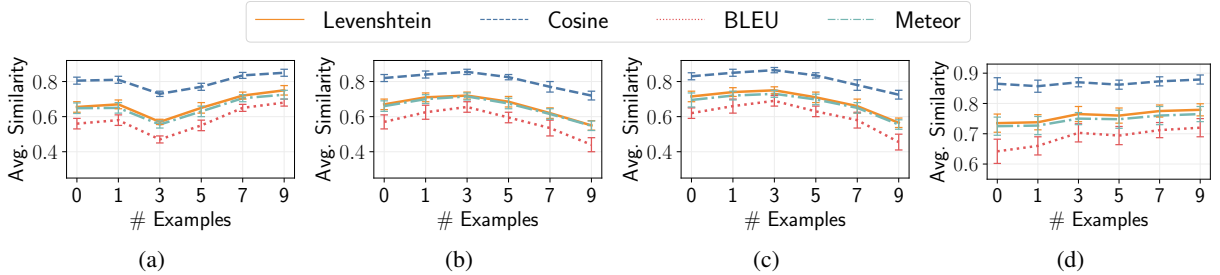 Levenshtein Cosine BLEU Meteor
Avg. Similarity
0.8
0.6
0.4
0 1 3 5 7 9
# Examples
(a)
Avg. Similarity
0.8
0.6
0.4
0 1 3 5 7 9
# Examples
(b)
Avg. Similarity
0.8
0.6
0.4
0 1 3 5 7 9
# Examples
(c)
Avg. Similarity
0.9
0.8
0.7
0.6
0 1 3 5 7 9
# Examples
(d)